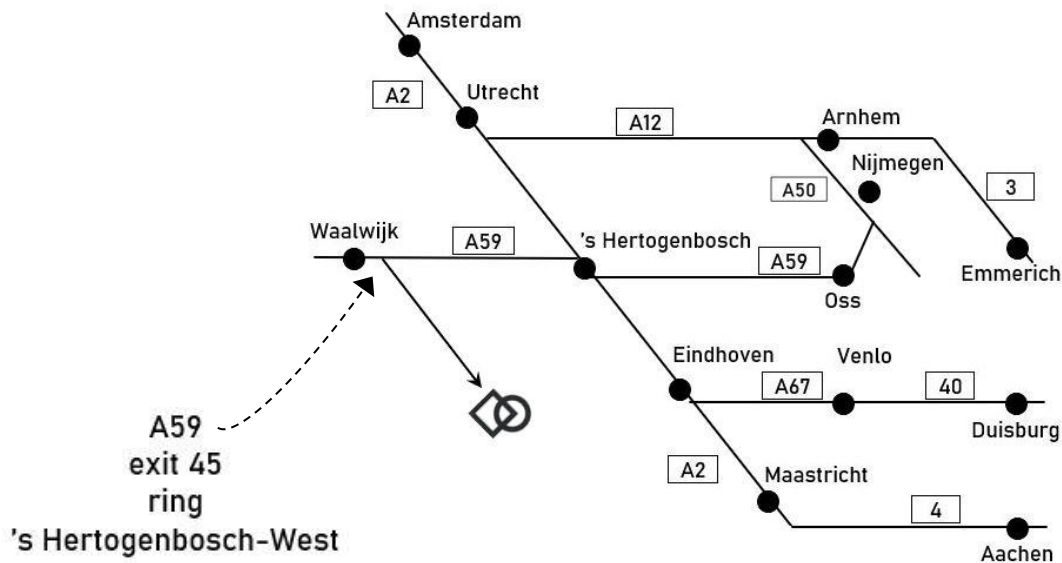 Amsterdam
A2
Utrecht
A12
Arnhem
Nijmegen
A50
3
Waalwijk
A59
's Hertogenbosch
A59
Emmerich
Oss
Eindhoven
Venlo
A67
40
Duisburg
A59
exit 45
ring
's Hertogenbosch-West
A2
Maastricht
4
Aachen